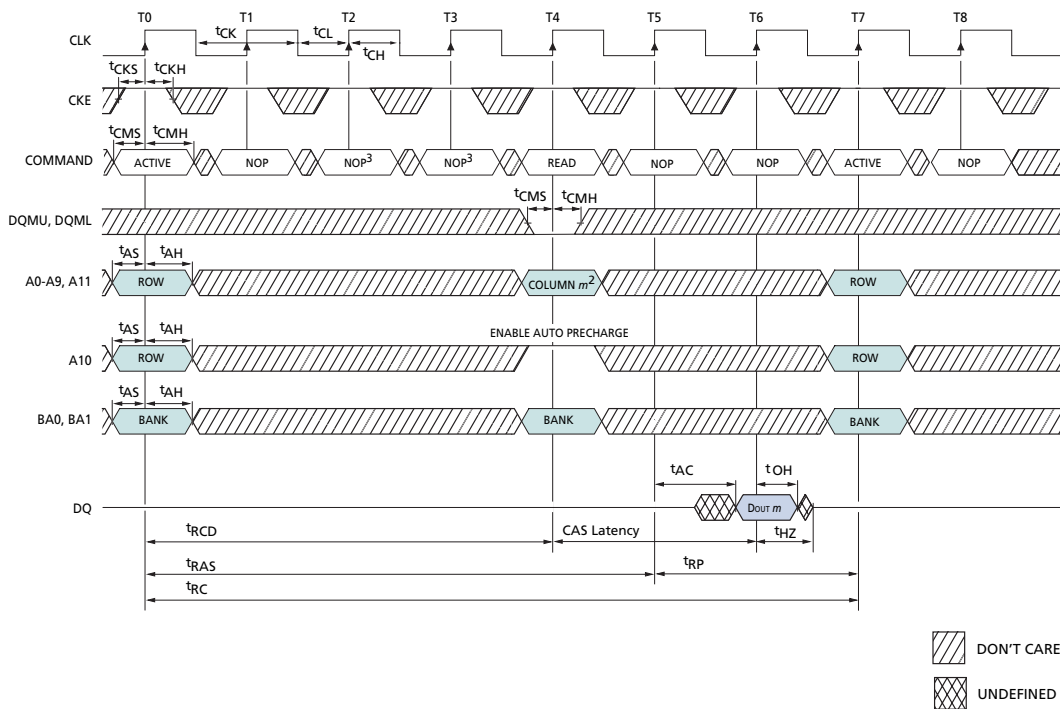 T0 T1 T2 T3 T4 T5 T6 T7 T8
CLK
tCK tCL tCH
tCKS tCKH
CKE
tCMS tCMH
COMMAND
ACTIVE NOP NOP3 NOP3 READ NOP NOP ACTIVE NOP
tCMS tCMH
DQMU, DQML
tAS tAH
A0-A9, A11
ROW COLUMN m2 ROW
ENABLE AUTO PRECHARGE
tAS tAH
A10
ROW ROW
tAS tAH
BA0, BA1
BANK BANK BANK
tAC tOH
DQ
DOUT m
tRCD CAS Latency tHZ
tRAS tRP
tRC
DON'T CARE
UNDEFINED